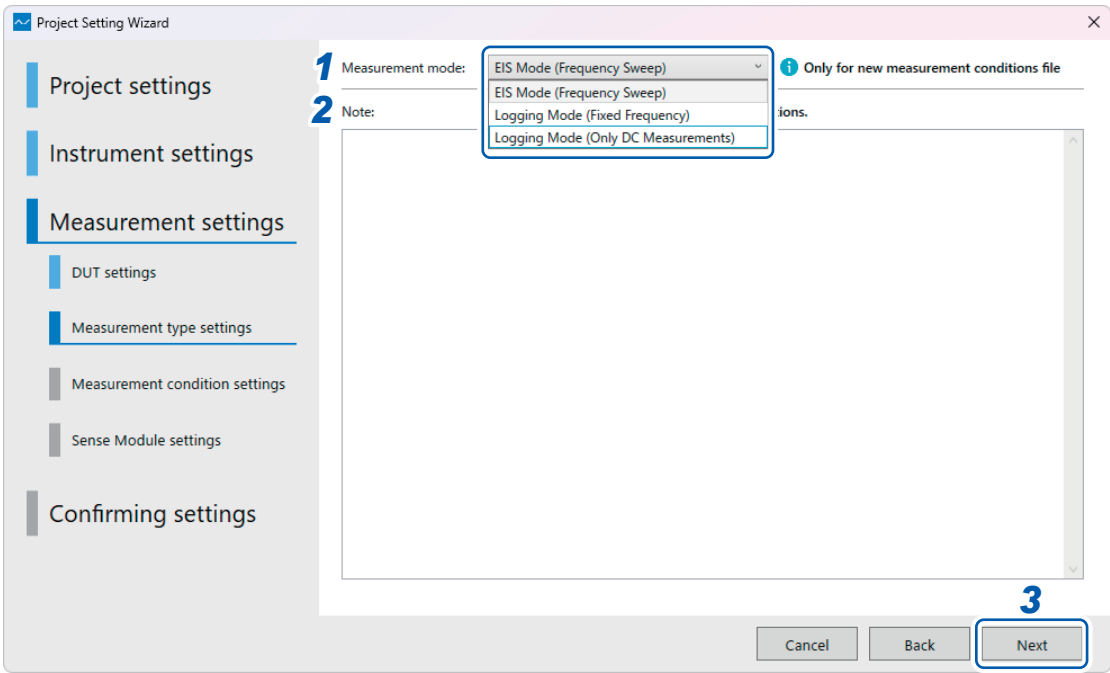 Project Setting Wizard
Project settings
Instrument settings
Measurement settings
DUT settings
Measurement type settings
Measurement condition settings
Sense Module settings
Confirming settings
1 Measurement mode: EIS Mode (Frequency Sweep) Only for new measurement conditions file
EIS Mode (Frequency Sweep)
2 Note: Logging Mode (Fixed Frequency)
Logging Mode (Only DC Measurements)
3
Cancel Back Next